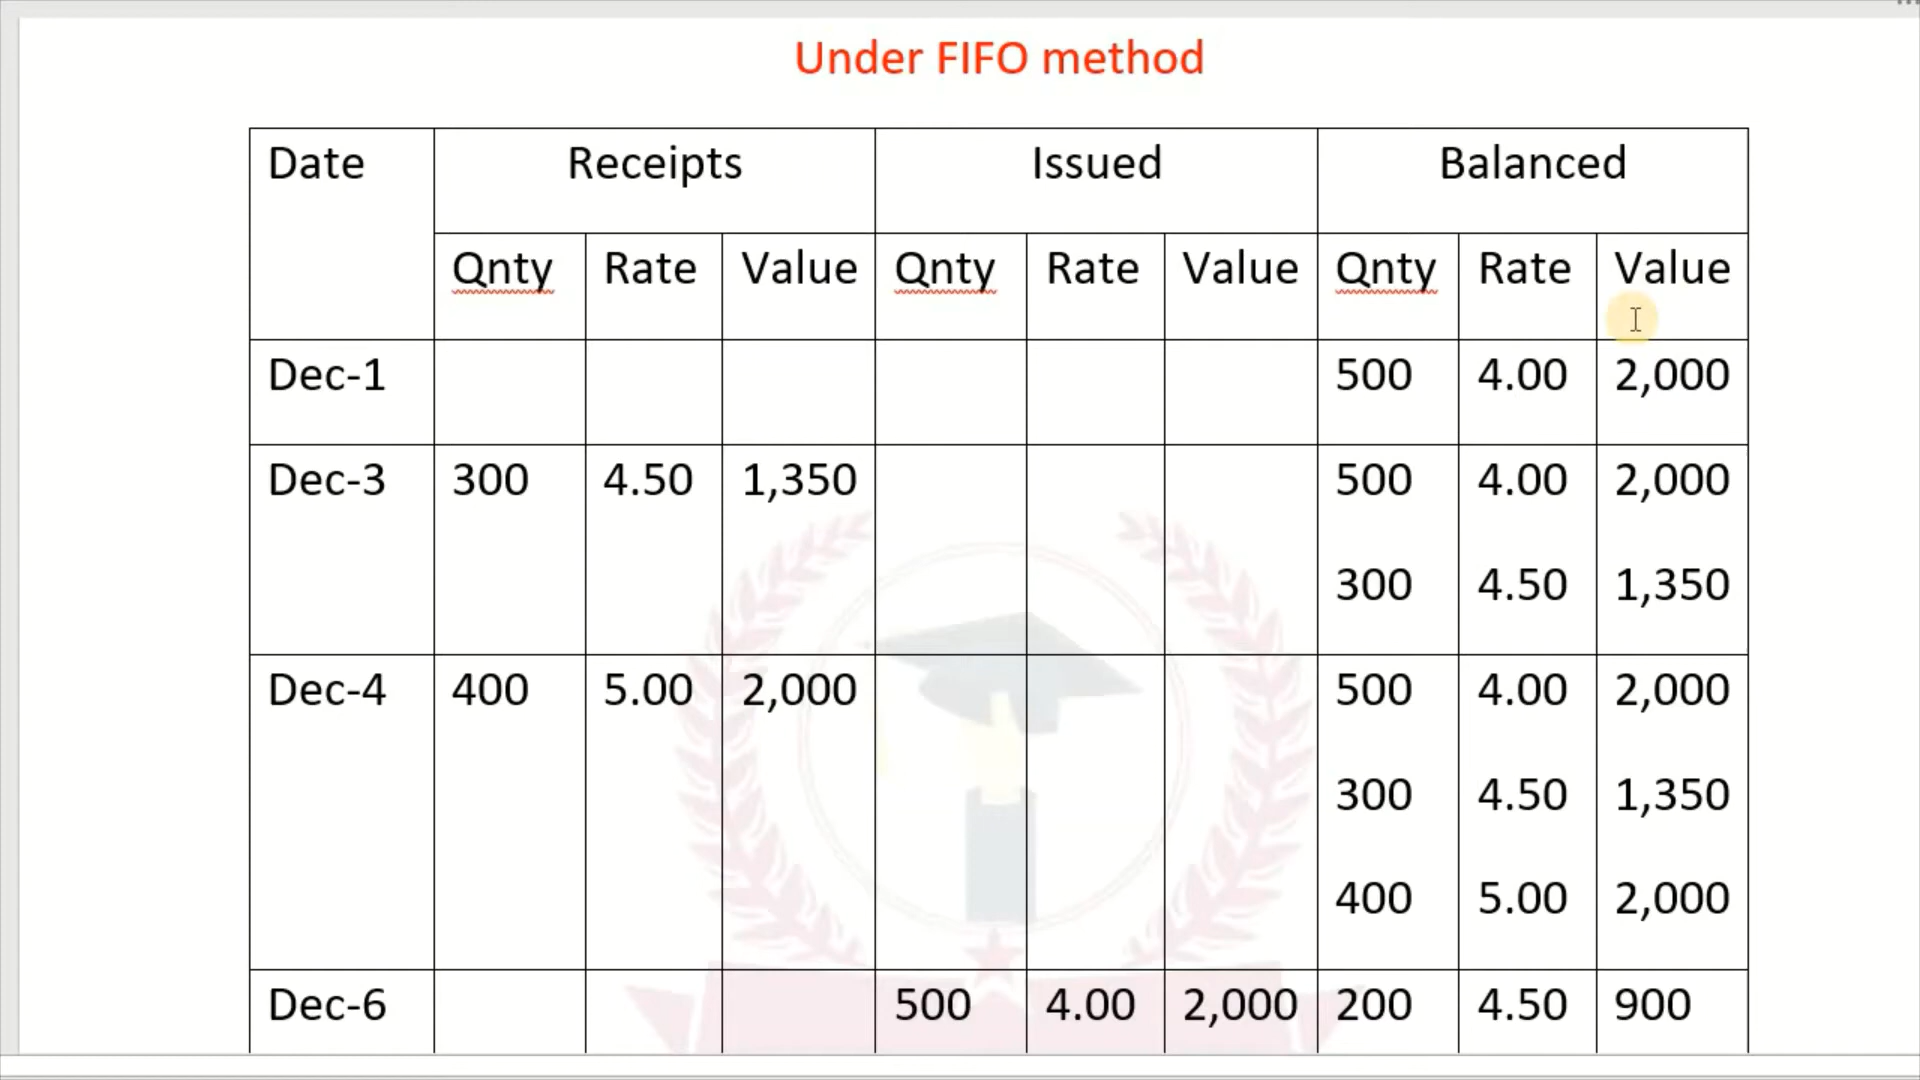 Under FIFO method
Date Receipts Issued Balanced
Qnty Rate Value Qnty Rate Value Qnty Rate Value
Dec-1 500 4.00 2,000
Dec-3 300 4.50 1,350 500 4.00 2,000
300 4.50 1,350
Dec-4 400 5.00 2,000 500 4.00 2,000
300 4.50 1,350
400 5.00 2,000
Dec-6 500 4.00 2,000 200 4.50 900